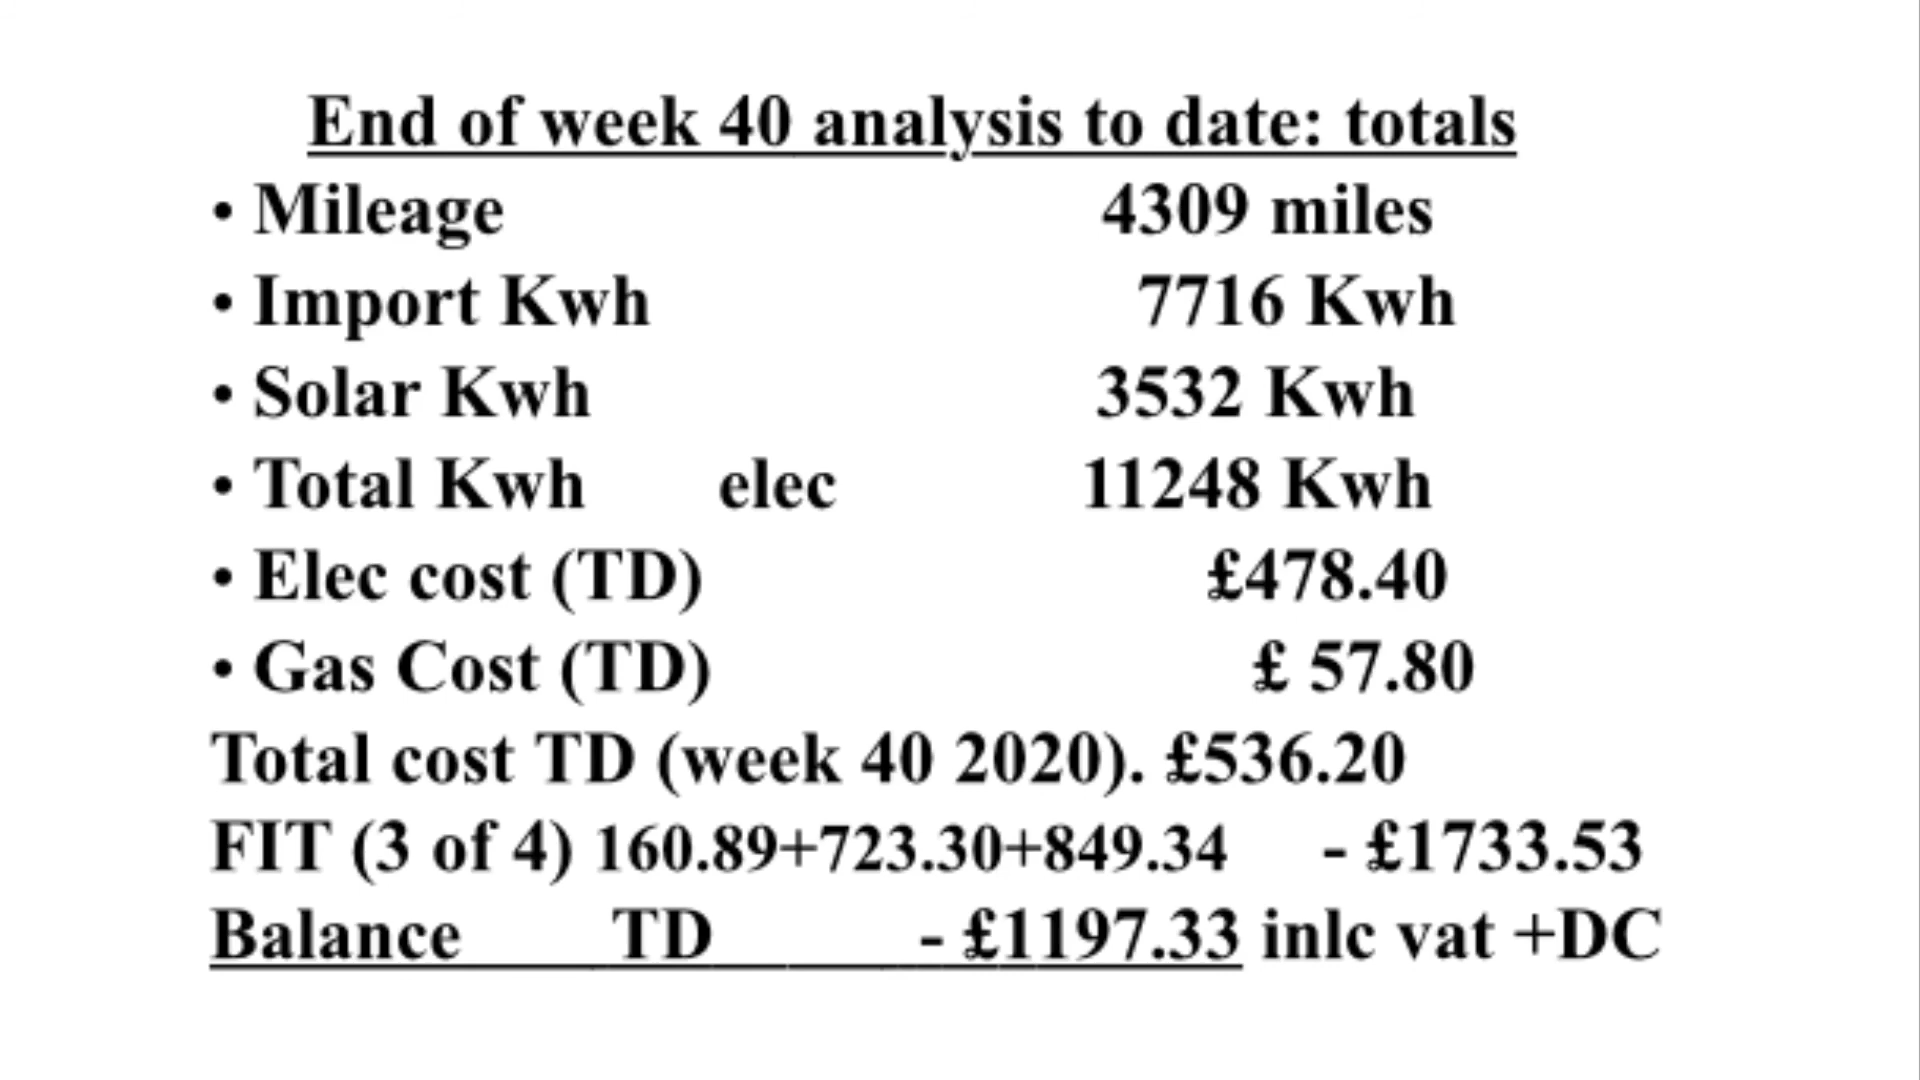 End of week 40 analysis to date: totals
• Mileage 4309 miles
• Import Kwh 7716 Kwh
• Solar Kwh 3532 Kwh
• Total Kwh elec 11248 Kwh
• Elec cost (TD) £478.40
• Gas Cost (TD) £ 57.80
Total cost TD (week 40 2020). £536.20
FIT (3 of 4) 160.89+723.30+849.34 - £1733.53
Balance TD - £1197.33 inlc vat +DC